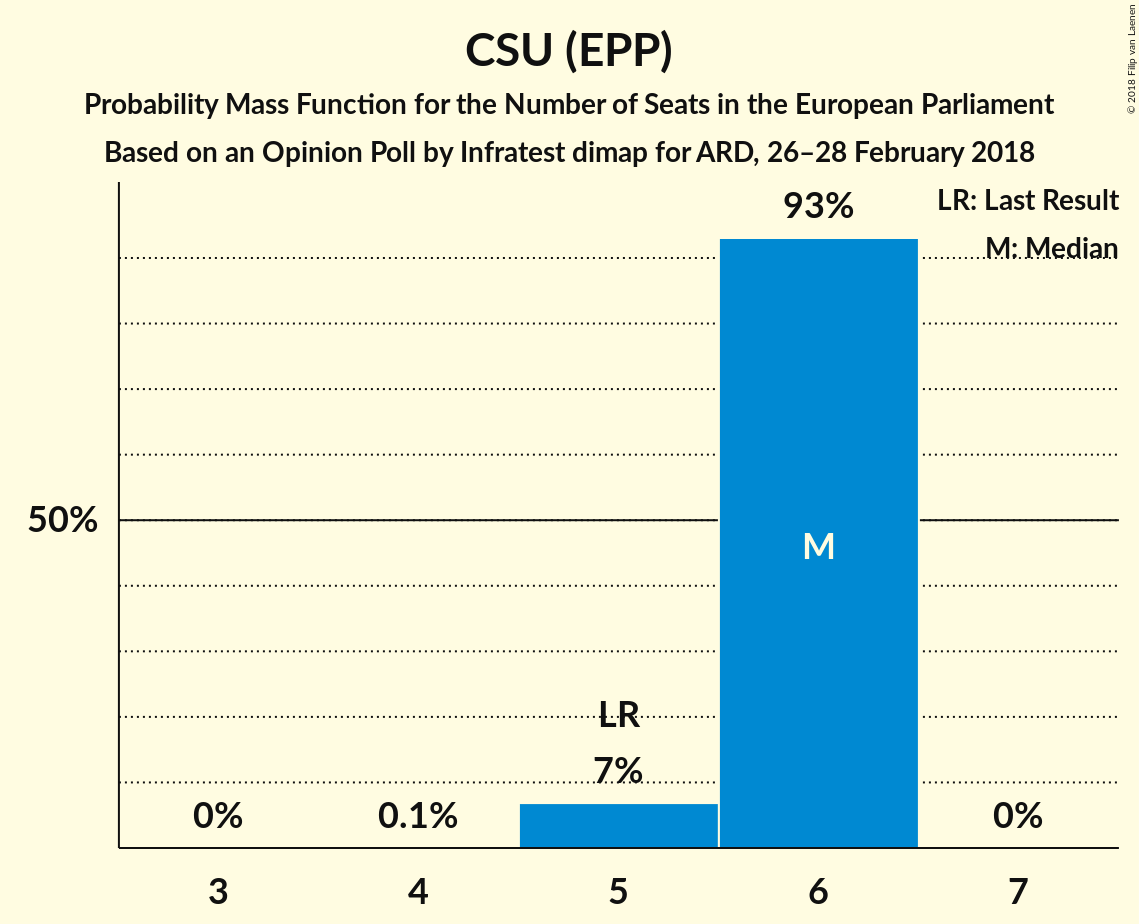 CSU (EPP)
Probability Mass Function for the Number of Seats in the European Parliament
Based on an Opinion Poll by Infratest dimap for ARD, 26–28 February 2018
© 2018 Filip van Laenen
LR: Last Result
M: Median
93%
50%
M
LR
7%
0%
0.1%
0%
3
4
5
6
7